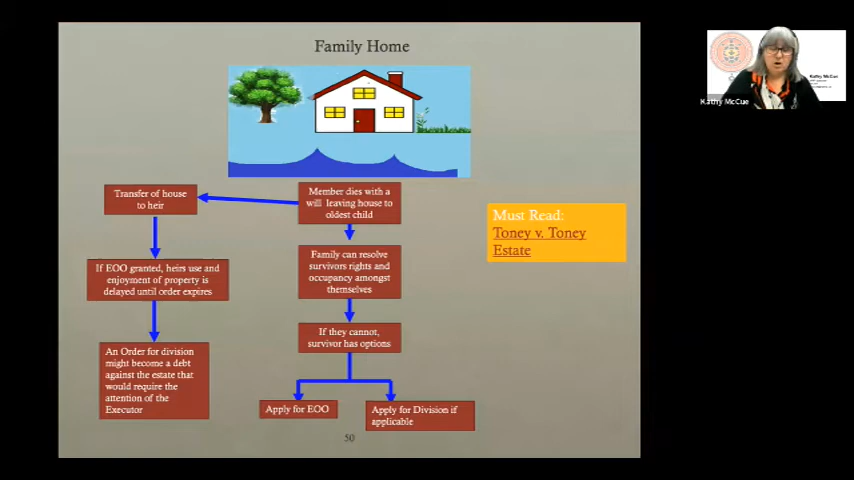 Family Home
Transfer of house
to heir
Member dies with a
will leaving house to
oldest child
Must Read:
Toney v. Toney
Estate
If EOO granted, heirs use and
enjoyment of property is
delayed until order expires
Family can resolve
survivors rights and
occupancy amongst
themselves
If they cannot,
survivor has options
An Order for division
might become a debt
against the estate that
would require the
attention of the
Executor
Apply for EOO
Apply for Division if
applicable
50
Kathy McCue
Kathy McCue